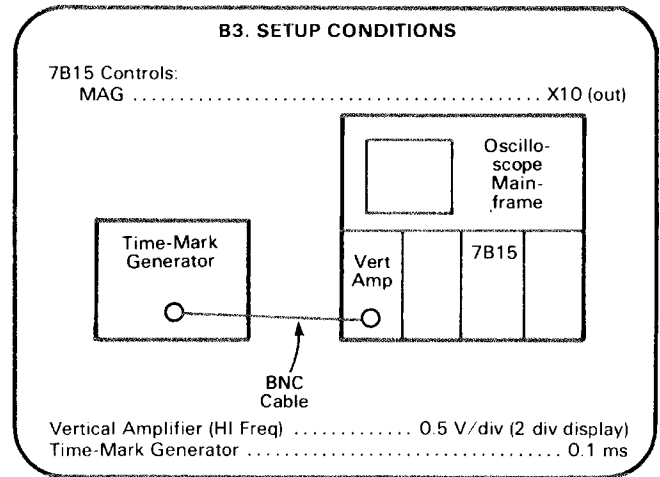 B3. SETUP CONDITIONS
7B15 Controls:
MAG ............................................ X10 (out)
Oscillo-
scope
Main-
frame
Time-Mark
Generator
Vert
Amp
7B15
BNC
Cable
Vertical Amplifier (HI Freq) ............. 0.5 V/div (2 div display)
Time-Mark Generator ................................. 0.1 ms